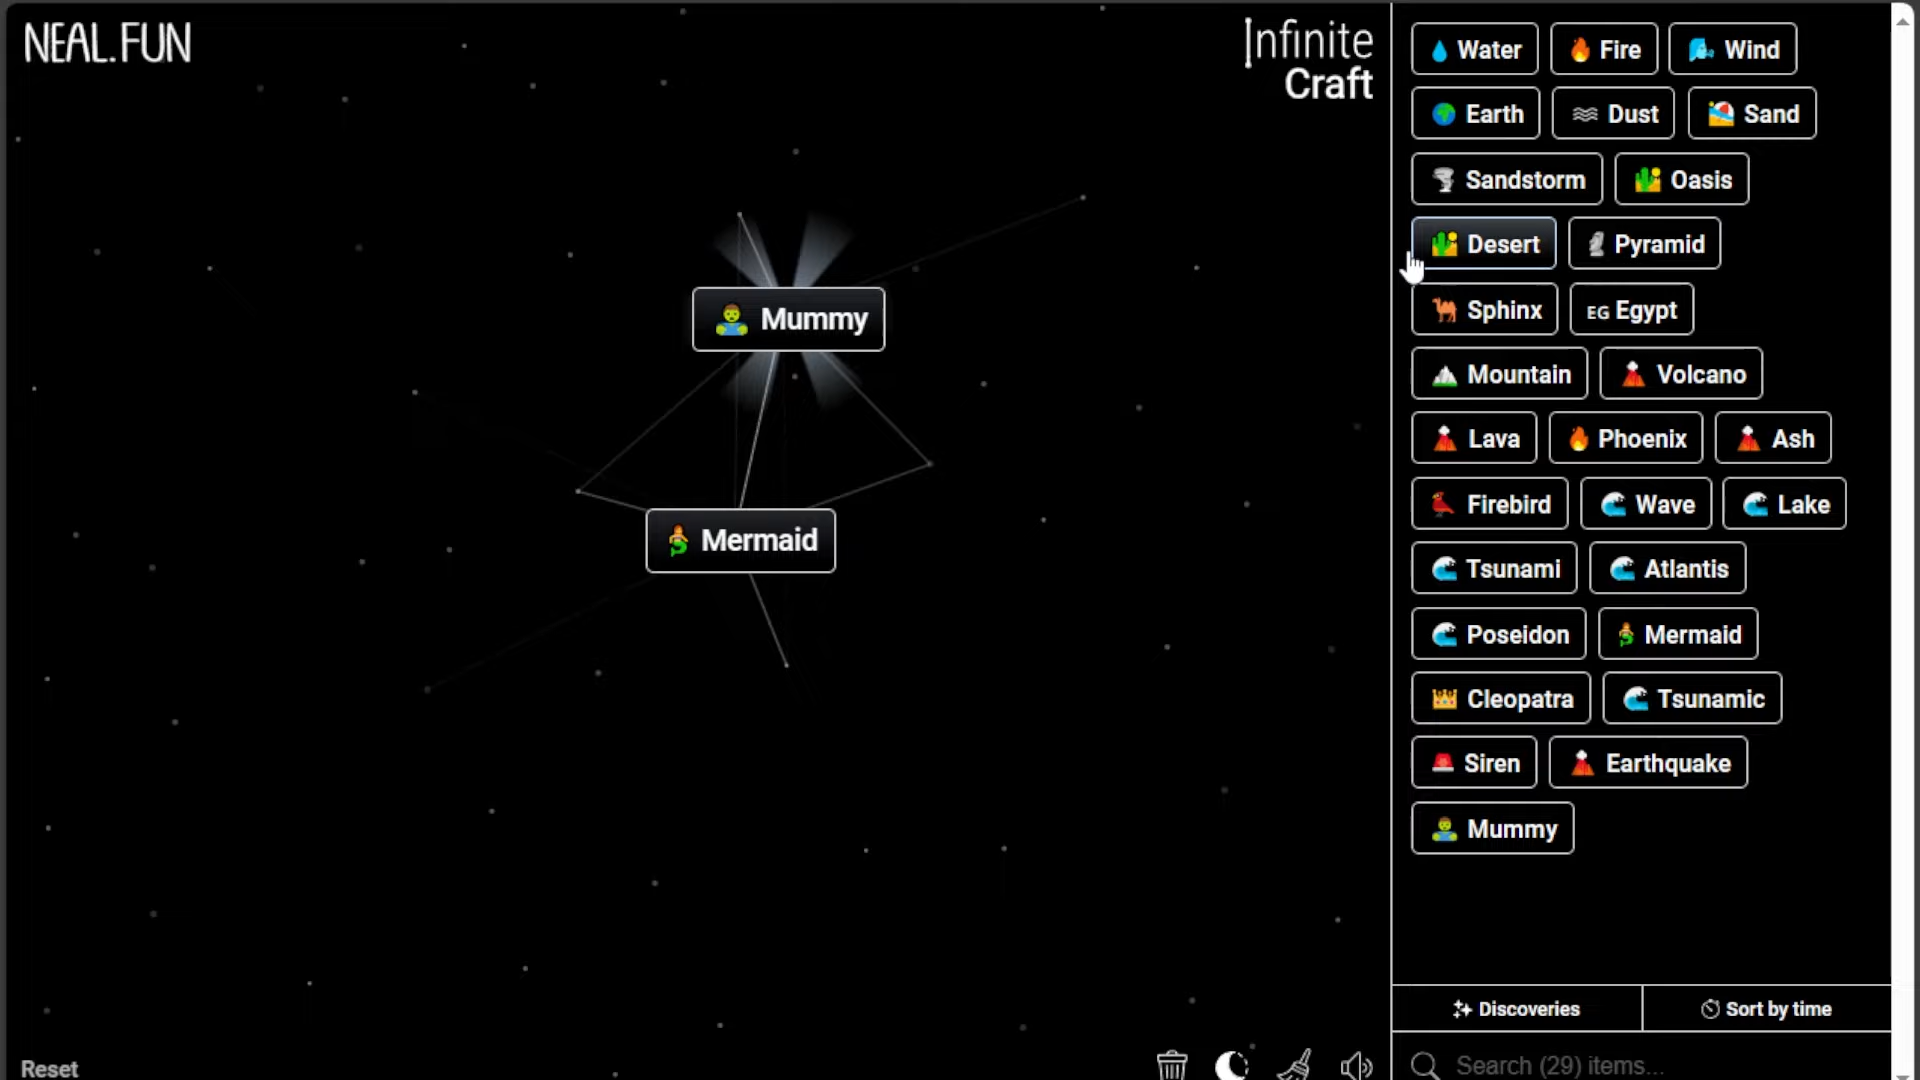 NEAL.FUN
Infinite
Craft
Water Fire Wind
Earth Dust Sand
Sandstorm Oasis
Desert Pyramid
Sphinx EG Egypt
Mountain Volcano
Lava Phoenix Ash
Firebird Wave Lake
Tsunami Atlantis
Poseidon Mermaid
Cleopatra Tsunamic
Siren Earthquake
Mummy
Mummy
Mermaid
Discoveries Sort by time
Search (29) items...
Reset